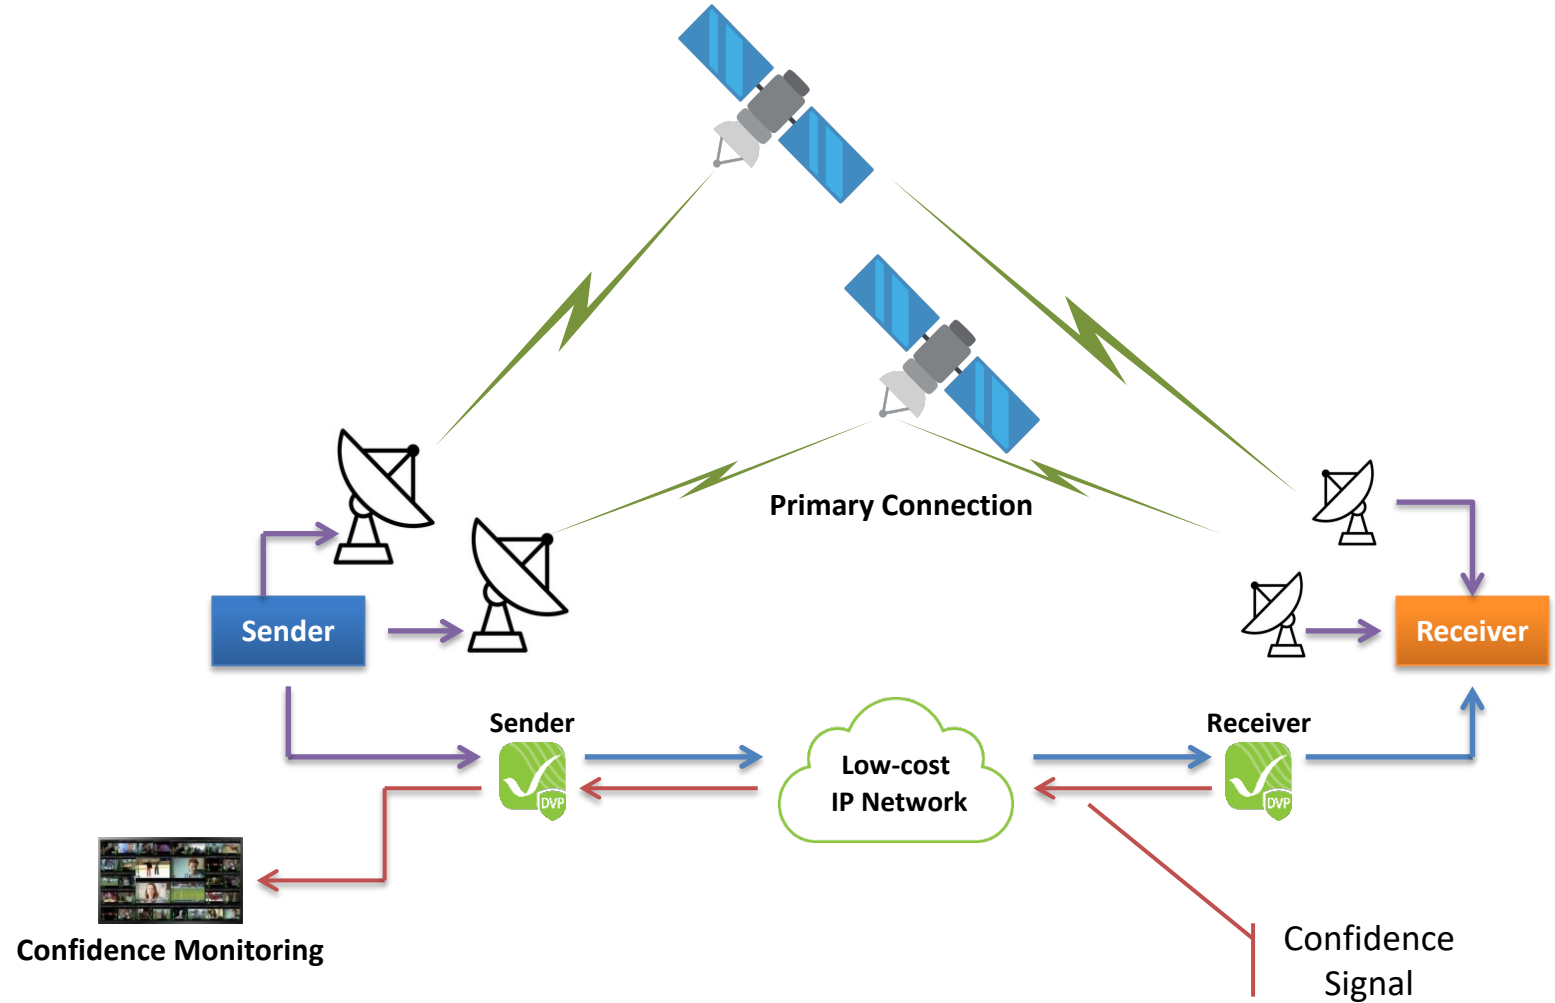 Primary Connection
Sender
Receiver
Sender
Receiver
Low-cost
IP Network
DVP
DVP
Confidence Monitoring
Confidence
Signal